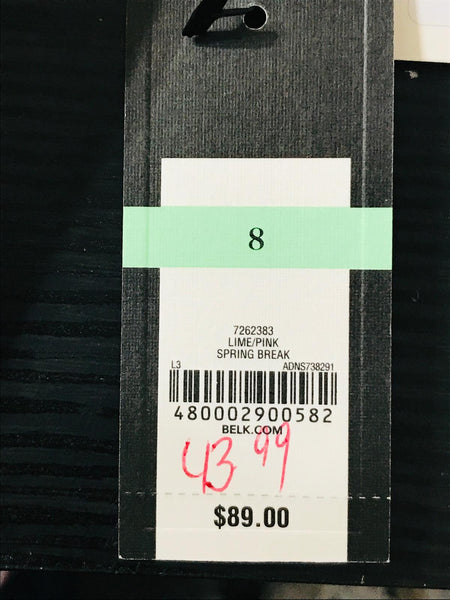 8
7262383
LIME/PINK
SPRING BREAK
L3 ADNS738291
480002900582
BELK.COM
43 99
$89.00